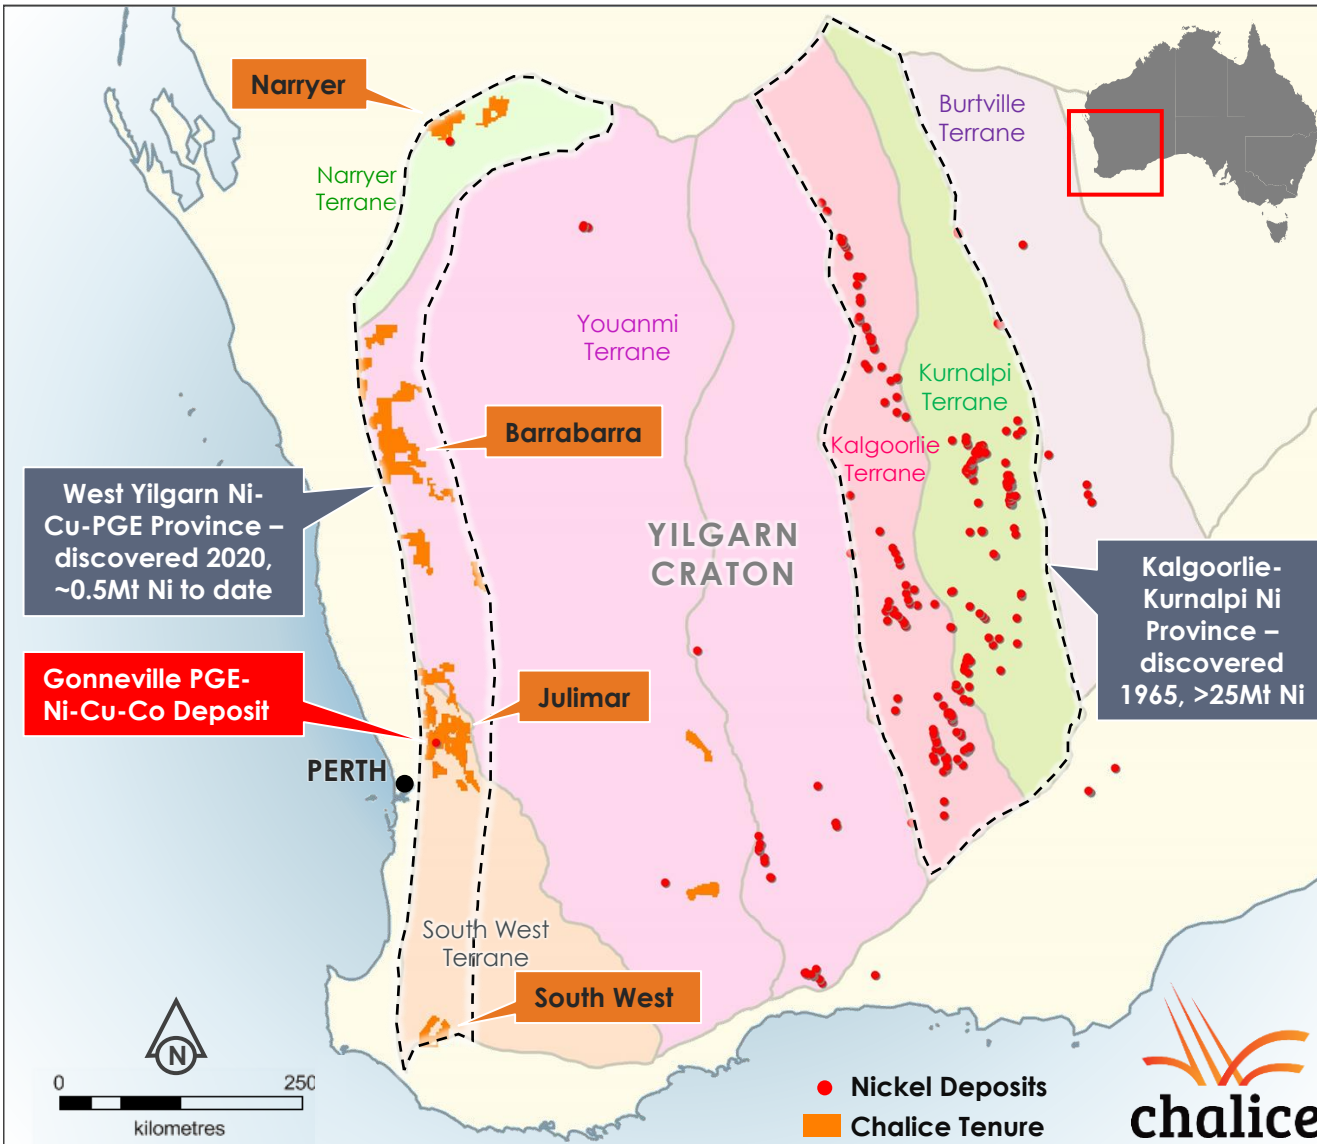 Narryer
Narryer
Terrane
Burtville
Terrane
Youanmi
Terrane
Kurnalpi
Terrane
Barrabarra
Kalgoorlie
Terrane
West Yilgarn Ni-
Cu-PGE Province –
discovered 2020,
~0.5Mt Ni to date
YILGARN
CRATON
Kalgoorlie-
Kurnalpi Ni
Province –
discovered
1965, >25Mt Ni
Gonneville PGE-
Ni-Cu-Co Deposit
Julimar
PERTH
South West
Terrane
South West
N
0
250
kilometres
Nickel Deposits
Chalice Tenure
chalice